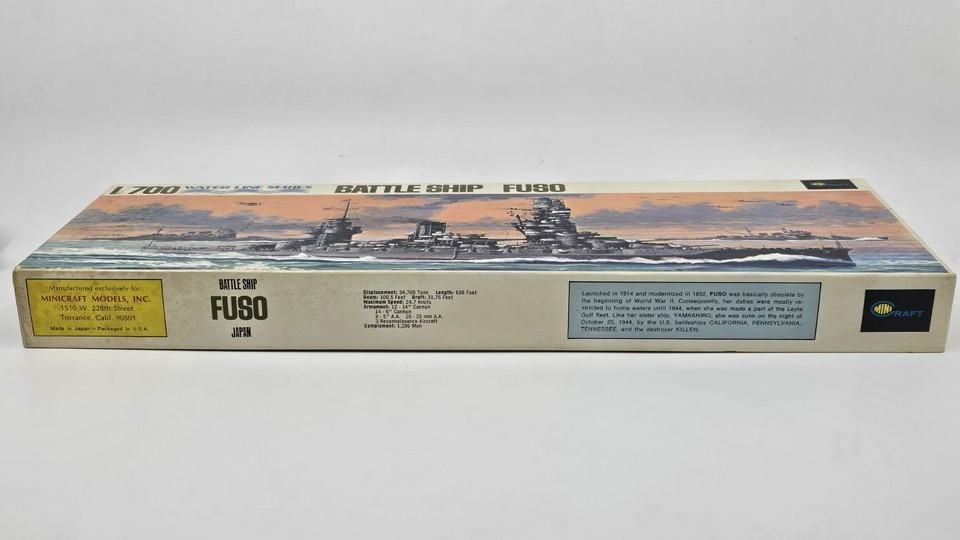 1/700 WATER LINE SERIES BATTLE SHIP FUSO MINI CRAFT
Manufactured exclusively for
MINICRAFT MODELS, INC.
1510 W. 228th Street
Torrance, Calif. 90501
Made in Japan — Packaged in U.S.A.
BATTLE SHIP
FUSO
JAPAN
Displacement: 34,700 Tons Length: 698 Feet
Beam: 100.5 Feet Draft: 31.75 Feet
Maximum Speed: 24.7 Knots
Armament: 12 - 14" Cannon
14 - 6" Cannon
8 - 5" A.A. 16 - 25 mm A.A.
3 Reconnaissance Aircraft
Complement: 1,396 Men
Launched in 1914 and modernized in 1932, FUSO was basically obsolete by
the beginning of World War II. Consequently, her duties were mostly re-
stricted to home waters until 1944, when she was made a part of the Leyte
Gulf fleet. Like her sister ship, YAMASHIRO, she was sunk on the night of
October 25, 1944, by the U.S. battleships CALIFORNIA, PENNSYLVANIA,
TENNESSEE, and the destroyer KILLEN.
MINI CRAFT